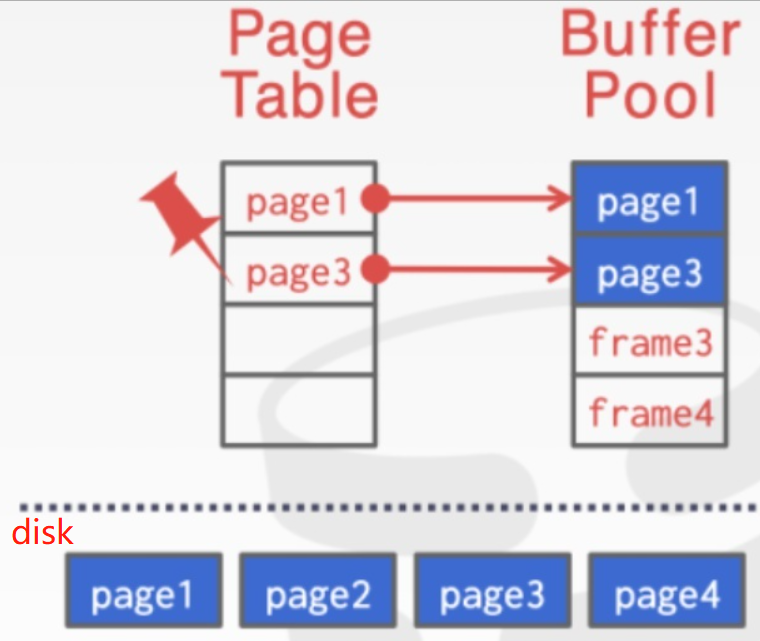 Page
Table
Buffer
Pool
page1
page3
page1
page3
frame3
frame4
disk
page1
page2
page3
page4